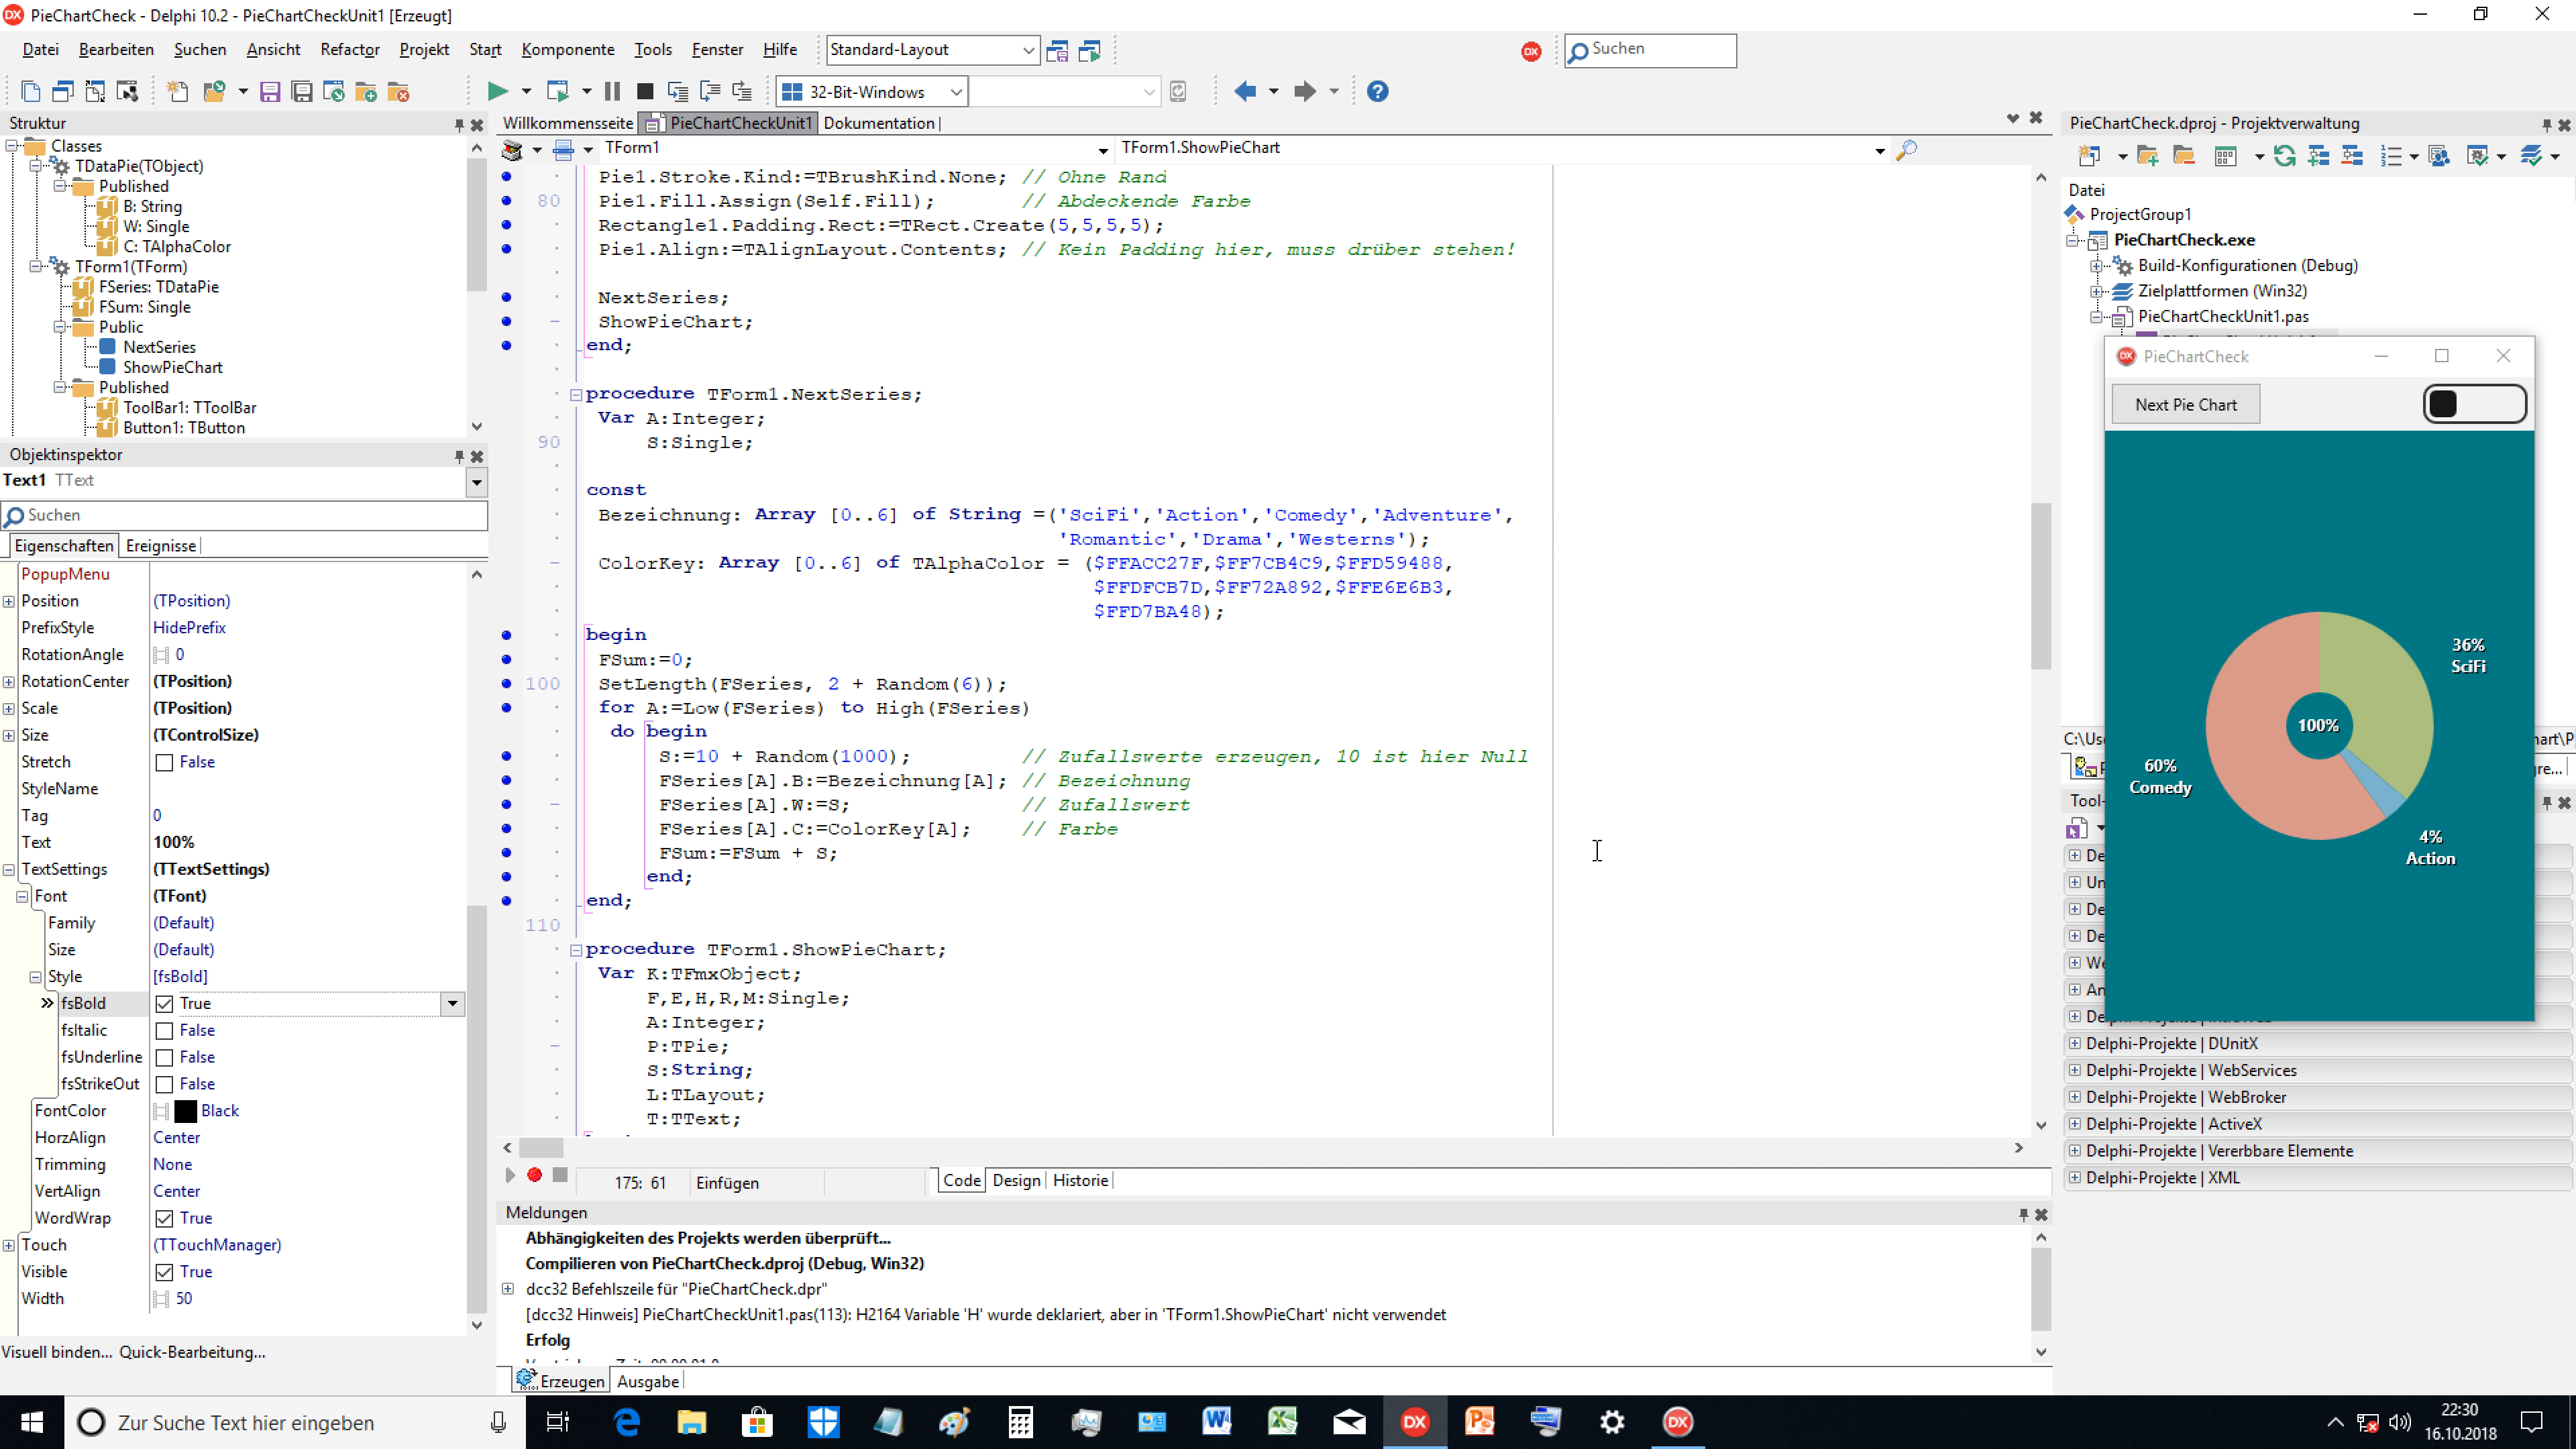 PieChartCheck - Delphi 10.2 - PieChartCheckUnit1 [Erzeugt]
Datei Bearbeiten Suchen Ansicht Refactor Projekt Start Komponente Tools Fenster Hilfe Standard-Layout Suchen
32-Bit-Windows
Struktur
Classes
TDataPie(TObject)
Published
B: String
W: Single
C: TAlphaColor
TForm1(TForm)
FSeries: TDataPie
FSum: Single
Public
NextSeries
ShowPieChart
Published
ToolBar1: TToolBar
Button1: TButton
Objektinspektor
Text1 TText
Suchen
Eigenschaften Ereignisse
PopupMenu
Position (TPosition)
PrefixStyle HidePrefix
RotationAngle 0
RotationCenter (TPosition)
Scale (TPosition)
Size (TControlSize)
Stretch False
StyleName
Tag 0
Text 100%
TextSettings (TTextSettings)
Font (TFont)
Family (Default)
Size (Default)
Style [fsBold]
fsBold True
fsItalic False
fsUnderline False
fsStrikeOut False
FontColor Black
HorzAlign Center
Trimming None
VertAlign Center
WordWrap True
Touch (TTouchManager)
Visible True
Width 50
Visuell binden... Quick-Bearbeitung...
Willkommensseite PieChartCheckUnit1 Dokumentation
TForm1 TForm1.ShowPieChart
Pie1.Stroke.Kind:=TBrushKind.None; // Ohne Rand
80 Pie1.Fill.Assign(Self.Fill); // Abdeckende Farbe
Rectangle1.Padding.Rect:=TRect.Create(5,5,5,5);
Pie1.Align:=TAlignLayout.Contents; // Kein Padding hier, muss drüber stehen!
NextSeries;
ShowPieChart;
end;
procedure TForm1.NextSeries;
Var A:Integer;
90 S:Single;
const
Bezeichnung: Array [0..6] of String =('SciFi','Action','Comedy','Adventure',
'Romantic','Drama','Westerns');
ColorKey: Array [0..6] of TAlphaColor = ($FFACC27F,$FF7CB4C9,$FFD59488,
$FFDFCB7D,$FF72A892,$FFE6E6B3,
$FFD7BA48);
begin
FSum:=0;
100 SetLength(FSeries, 2 + Random(6));
for A:=Low(FSeries) to High(FSeries)
do begin
S:=10 + Random(1000); // Zufallswerte erzeugen, 10 ist hier Null
FSeries[A].B:=Bezeichnung[A]; // Bezeichnung
FSeries[A].W:=S; // Zufallswert
FSeries[A].C:=ColorKey[A]; // Farbe
FSum:=FSum + S;
end;
end;
110
procedure TForm1.ShowPieChart;
Var K:TFmxObject;
F,E,H,R,M:Single;
A:Integer;
P:TPie;
S:String;
L:TLayout;
T:TText;
175: 61 Einfügen Code Design Historie
Meldungen
Abhängigkeiten des Projekts werden überprüft...
Compilieren von PieChartCheck.dproj (Debug, Win32)
dcc32 Befehlszeile für "PieChartCheck.dpr"
[dcc32 Hinweis] PieChartCheckUnit1.pas(113): H2164 Variable 'H' wurde deklariert, aber in 'TForm1.ShowPieChart' nicht verwendet
Erfolg
Erzeugen Ausgabe
PieChartCheck.dproj - Projektverwaltung
Datei
ProjectGroup1
PieChartCheck.exe
Build-Konfigurationen (Debug)
Zielplattformen (Win32)
PieChartCheckUnit1.pas
PieChartCheck
Next Pie Chart
36%
SciFi
100%
60%
Comedy
4%
Action
Delphi-Projekte | DUnitX
Delphi-Projekte | WebServices
Delphi-Projekte | WebBroker
Delphi-Projekte | ActiveX
Delphi-Projekte | Vererbbare Elemente
Delphi-Projekte | XML
Zur Suche Text hier eingeben
22:30
16.10.2018